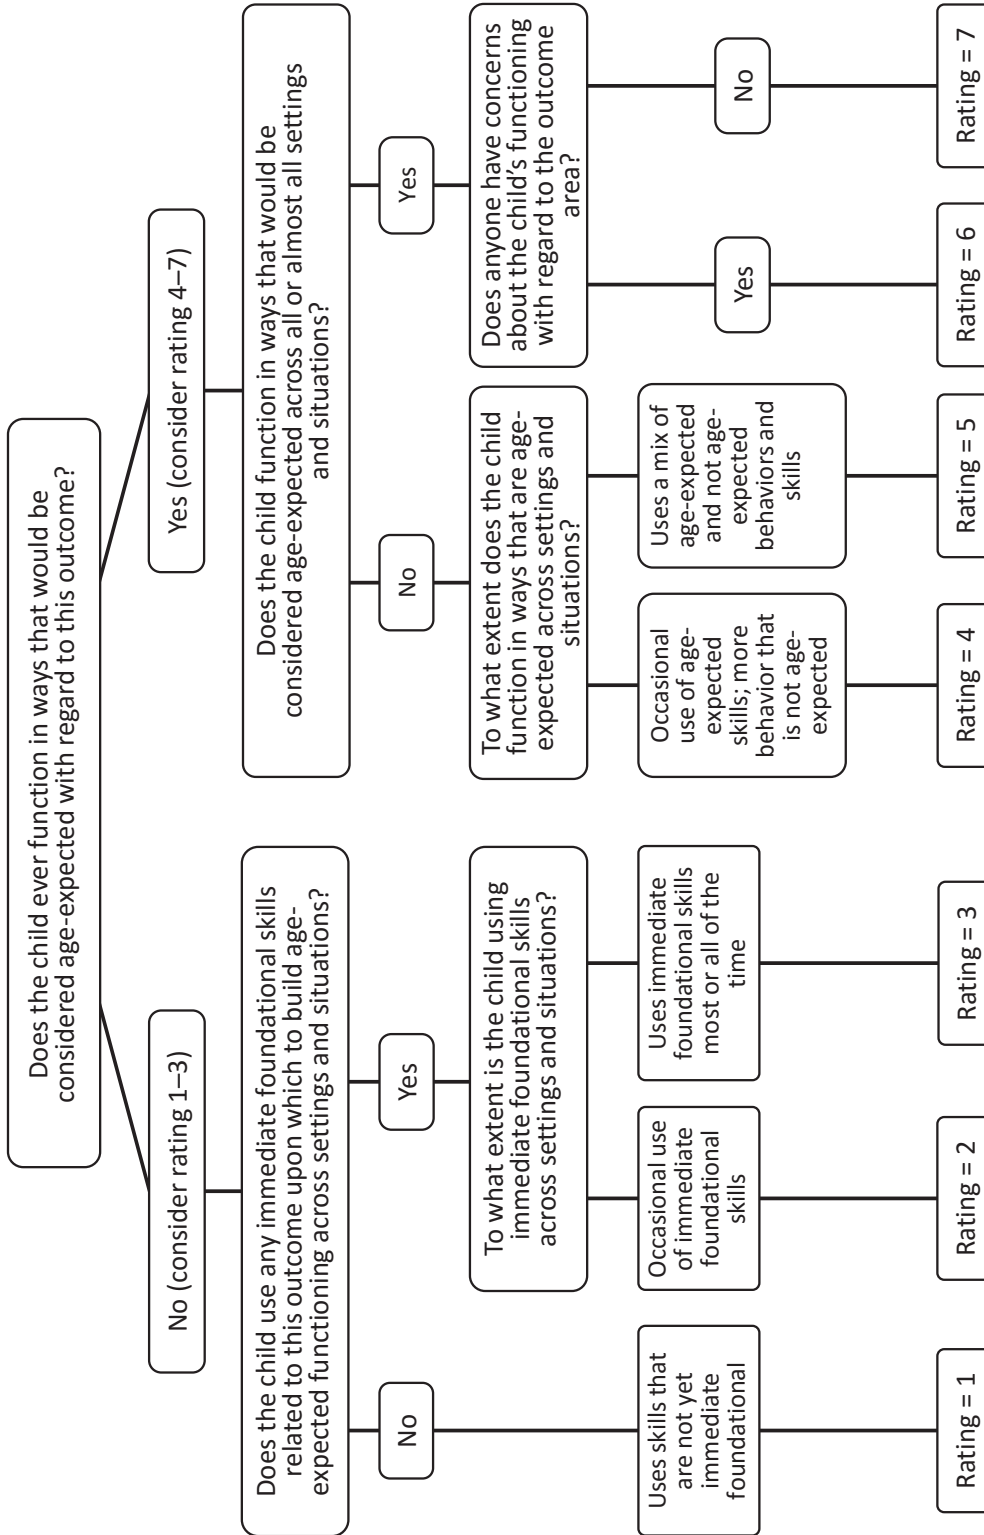 Does the child ever function in ways that would be
considered age-expected with regard to this outcome?
No (consider rating 1–3)
Yes (consider rating 4–7)
Does the child use any immediate foundational skills
related to this outcome upon which to build age-
expected functioning across settings and situations?
Does the child function in ways that would be
considered age-expected across all or almost all settings
and situations?
No
Yes
No
Yes
To what extent is the child using
immediate foundational skills
across settings and situations?
To what extent does the child
function in ways that are age-
expected across settings and
situations?
Does anyone have concerns
about the child’s functioning
with regard to the outcome
area?
Uses skills that
are not yet
immediate
foundational
Occasional use
of immediate
foundational
skills
Uses immediate
foundational skills
most or all of the
time
Occasional
use of age-
expected
skills; more
behavior that
is not age-
expected
Uses a mix of
age-expected
and not age-
expected
behaviors and
skills
Yes
No
Rating = 1
Rating = 2
Rating = 3
Rating = 4
Rating = 5
Rating = 6
Rating = 7